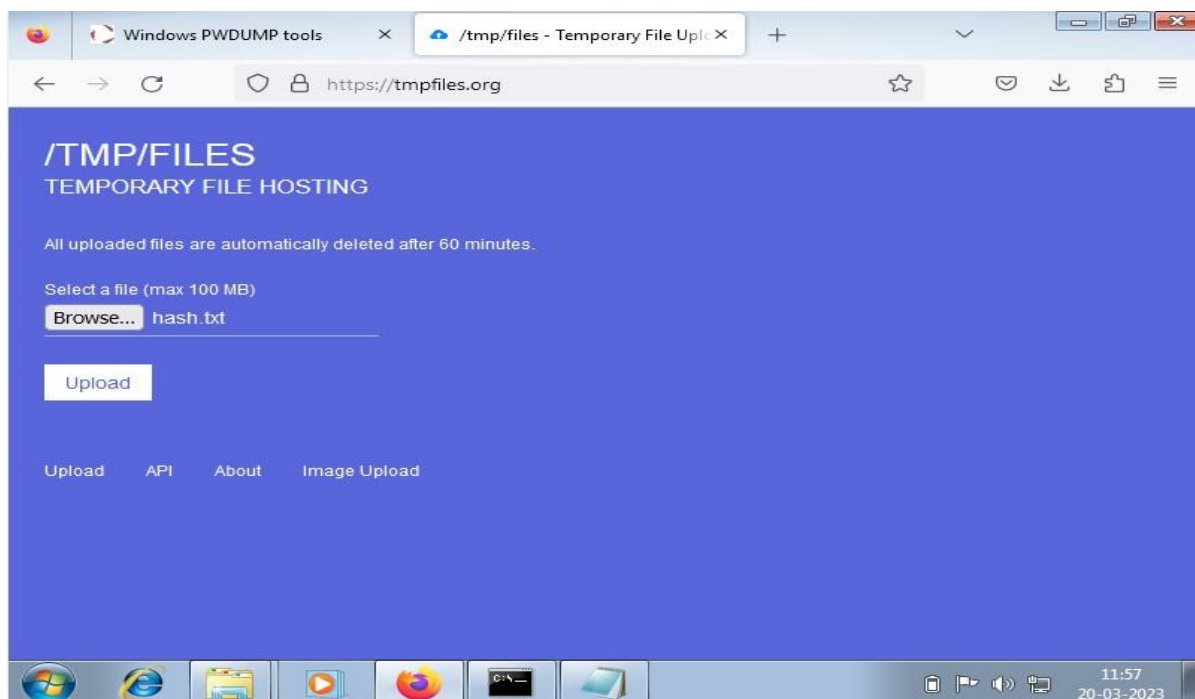 Windows PWDUMP tools
/tmp/files - Temporary File Uplo
https://tmpfiles.org
/TMP/FILES
TEMPORARY FILE HOSTING
All uploaded files are automatically deleted after 60 minutes.
Select a file (max 100 MB)
Browse... hash.txt
Upload
Upload API About Image Upload
C:\
11:57
20-03-2023